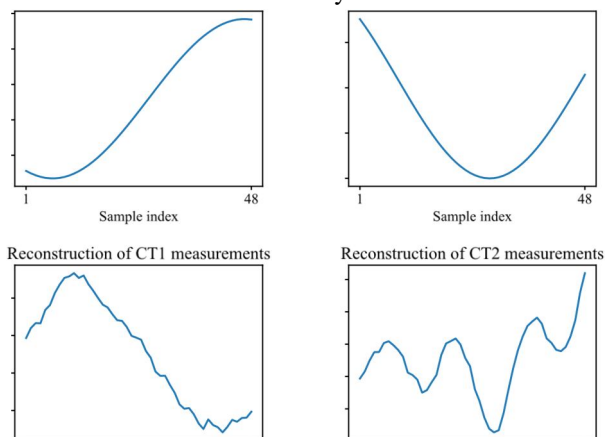 1 48 1 48
Sample index Sample index
Reconstruction of CT1 measurements Reconstruction of CT2 measurements